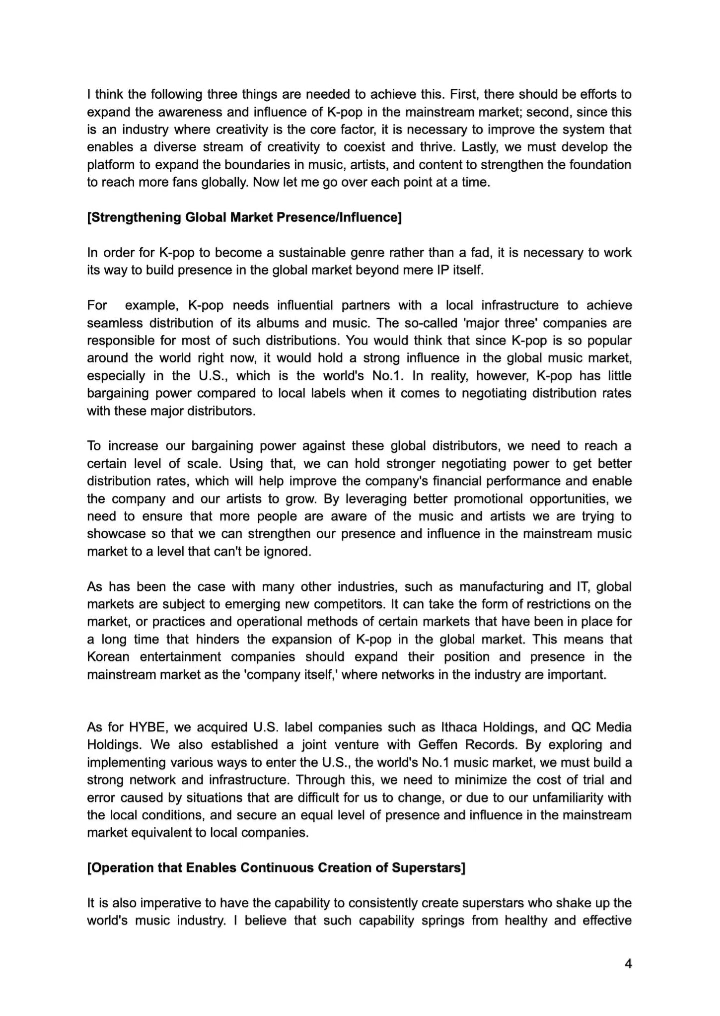 I think the following three things are needed to achieve this. First, there should be efforts to
expand the awareness and influence of K-pop in the mainstream market; second, since this
is an industry where creativity is the core factor, it is necessary to improve the system that
enables a diverse stream of creativity to coexist and thrive. Lastly, we must develop the
platform to expand the boundaries in music, artists, and content to strengthen the foundation
to reach more fans globally. Now let me go over each point at a time.
[Strengthening Global Market Presence/Influence]
In order for K-pop to become a sustainable genre rather than a fad, it is necessary to work
its way to build presence in the global market beyond mere IP itself.
For example, K-pop needs influential partners with a local infrastructure to achieve
seamless distribution of its albums and music. The so-called 'major three' companies are
responsible for most of such distributions. You would think that since K-pop is so popular
around the world right now, it would hold a strong influence in the global music market,
especially in the U.S., which is the world's No.1. In reality, however, K-pop has little
bargaining power compared to local labels when it comes to negotiating distribution rates
with these major distributors.
To increase our bargaining power against these global distributors, we need to reach a
certain level of scale. Using that, we can hold stronger negotiating power to get better
distribution rates, which will help improve the company's financial performance and enable
the company and our artists to grow. By leveraging better promotional opportunities, we
need to ensure that more people are aware of the music and artists we are trying to
showcase so that we can strengthen our presence and influence in the mainstream music
market to a level that can't be ignored.
As has been the case with many other industries, such as manufacturing and IT, global
markets are subject to emerging new competitors. It can take the form of restrictions on the
market, or practices and operational methods of certain markets that have been in place for
a long time that hinders the expansion of K-pop in the global market. This means that
Korean entertainment companies should expand their position and presence in the
mainstream market as the 'company itself,' where networks in the industry are important.
As for HYBE, we acquired U.S. label companies such as Ithaca Holdings, and QC Media
Holdings. We also established a joint venture with Geffen Records. By exploring and
implementing various ways to enter the U.S., the world's No.1 music market, we must build a
strong network and infrastructure. Through this, we need to minimize the cost of trial and
error caused by situations that are difficult for us to change, or due to our unfamiliarity with
the local conditions, and secure an equal level of presence and influence in the mainstream
market equivalent to local companies.
[Operation that Enables Continuous Creation of Superstars]
It is also imperative to have the capability to consistently create superstars who shake up the
world's music industry. I believe that such capability springs from healthy and effective
4